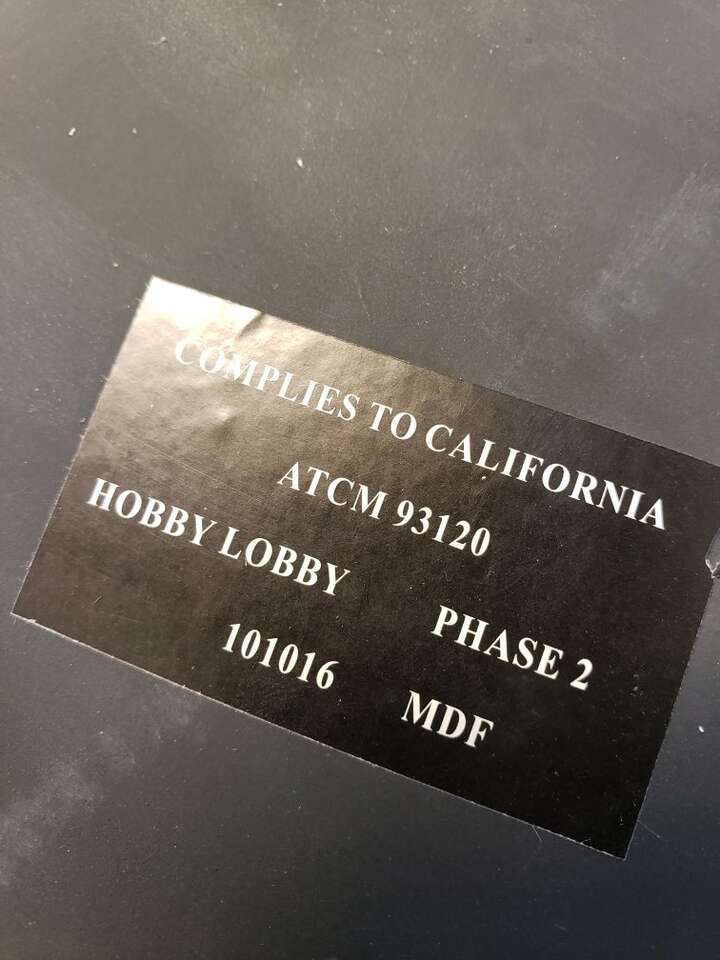 COMPLIES TO CALIFORNIA
ATCM 93120
HOBBY LOBBY PHASE 2
101016 MDF